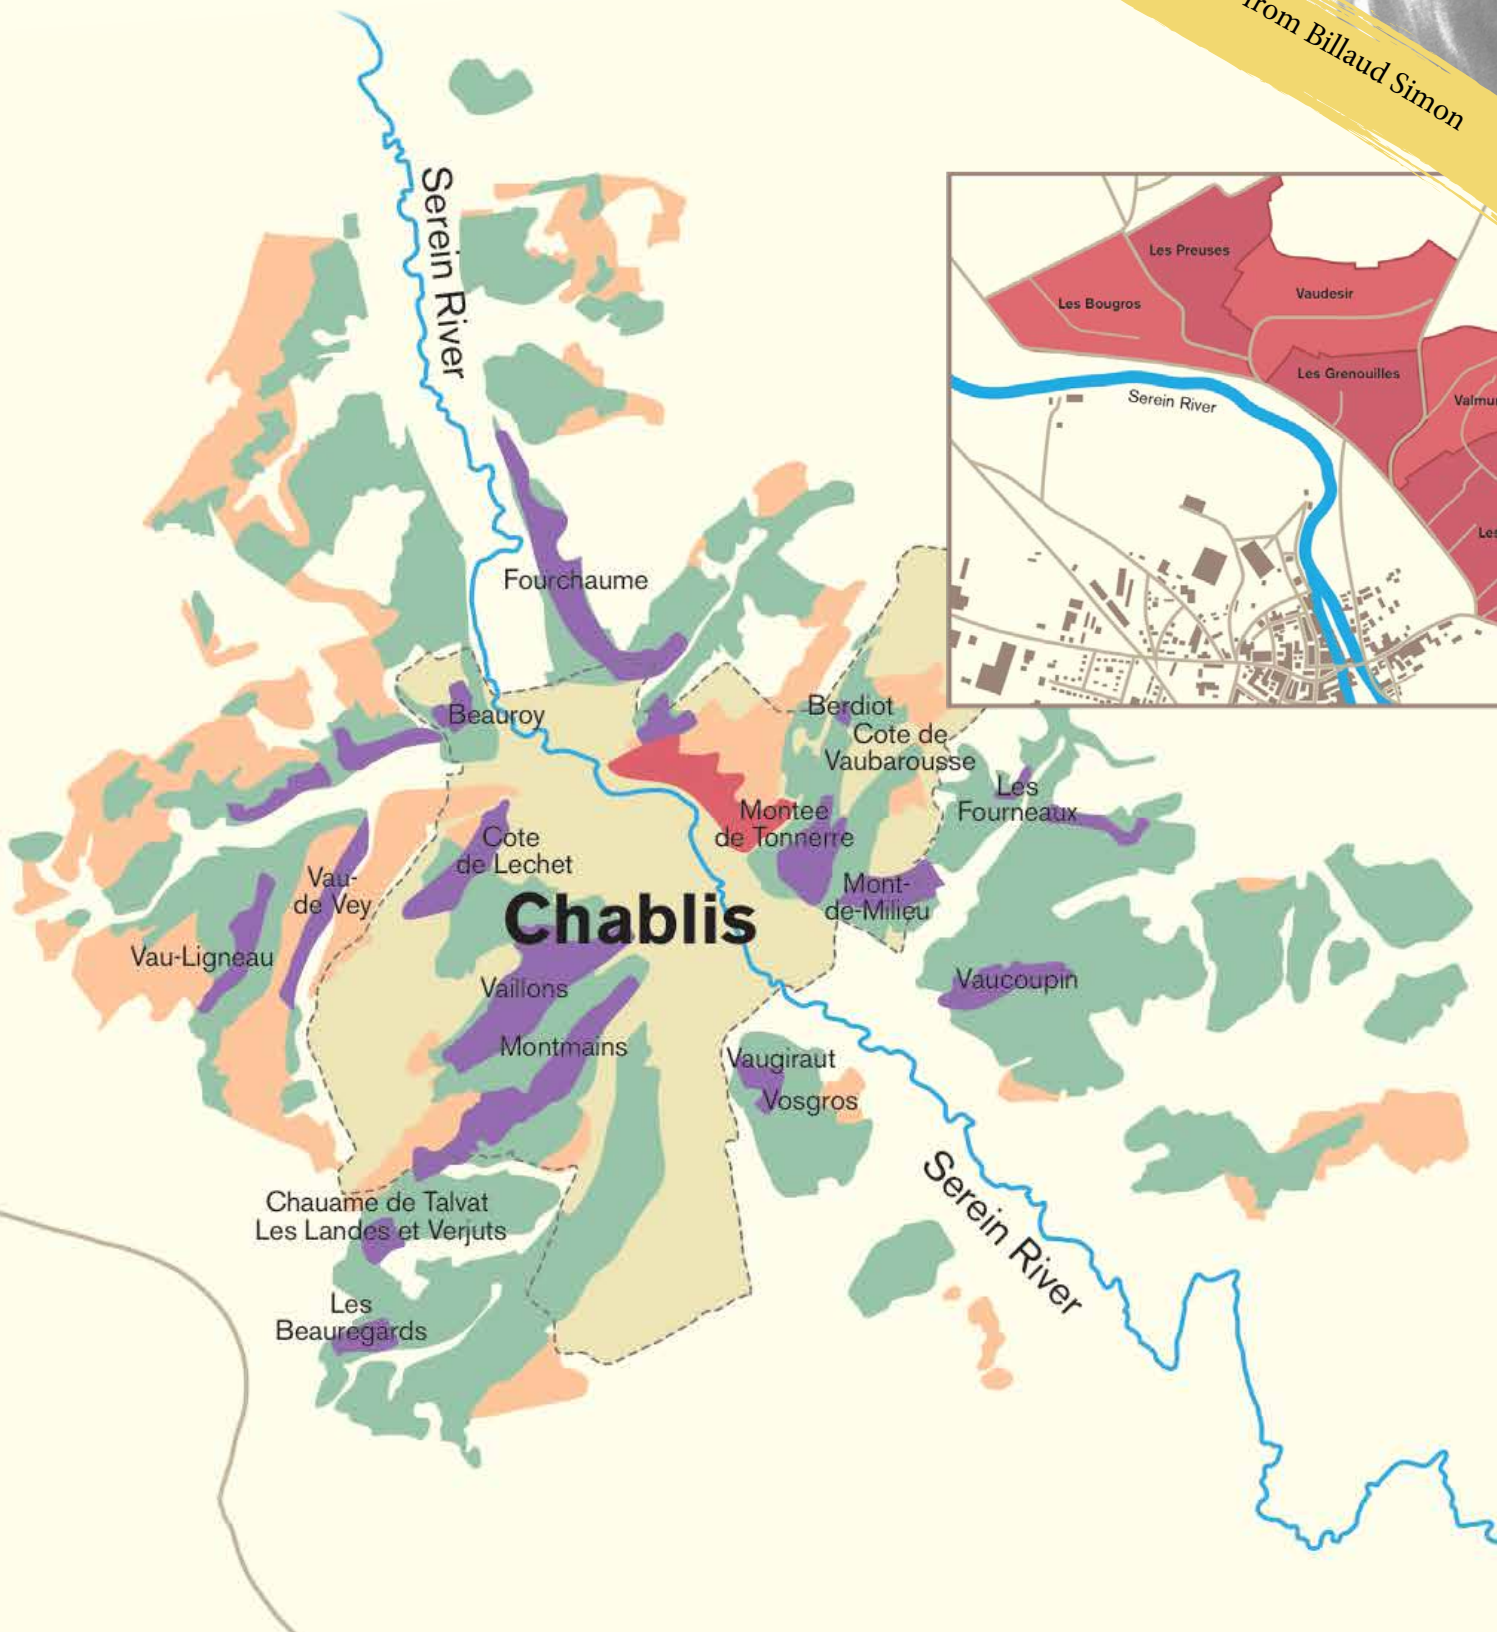 from Billaud Simon
Serein River
Les Preuses
Vaudesir
Les Bougros
Les Grenouilles
Serein River
Fourchaume
Beauroy
Berdiot
Cote de
Vaubarousse
Les
Fourneaux
Montee
de Tonnerre
Cote
de Lechet
Vau-
de Vey
Mont-
de-Milieu
Chablis
Vau-Ligneau
Vaillons
Vaucoupin
Montmains
Vaugiraut
Vosgros
Serein River
Chauame de Talvat
Les Landes et Verjuts
Les
Beauregards